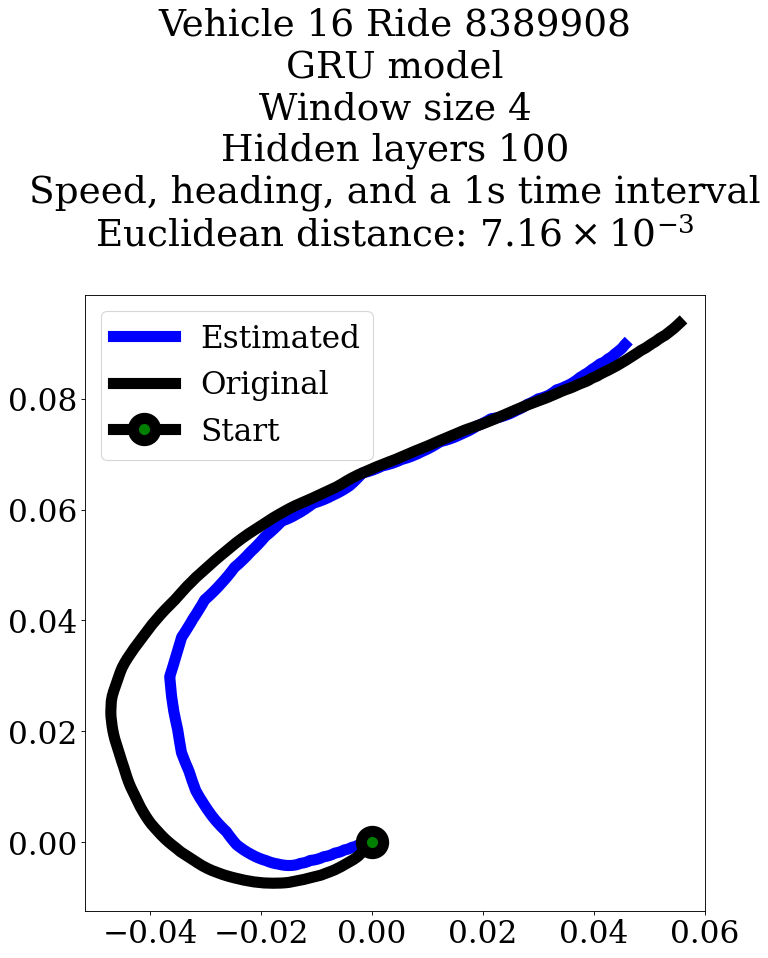 Vehicle 16 Ride 8389908
GRU model
Window size 4
Hidden layers 100
Speed, heading, and a 1s time interval
Euclidean distance: 7.16 × 10⁻³
Estimated
Original
Start
0.08
0.06
0.04
0.02
0.00
−0.04 −0.02 0.00 0.02 0.04 0.06